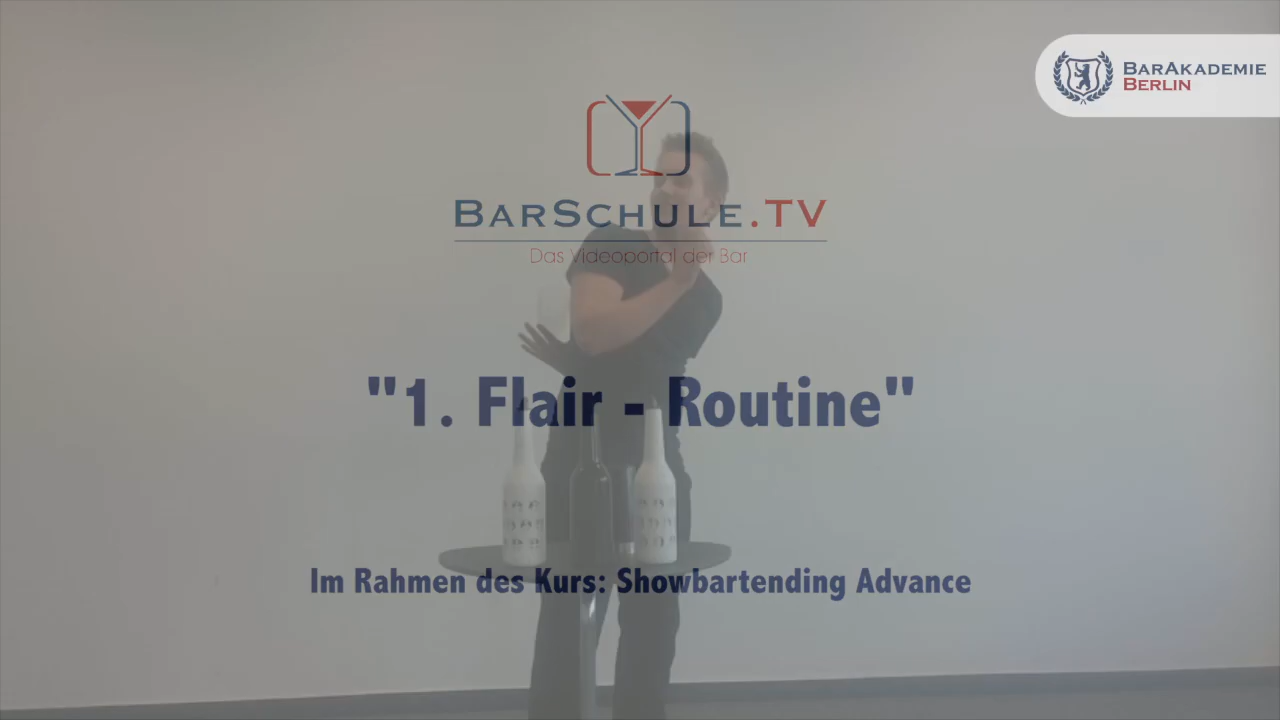 BARAKADEMIE
BERLIN
BARSCHULE.TV
Das Videoportal der Bar
"1. Flair - Routine"
Im Rahmen des Kurs: Showbartending Advance